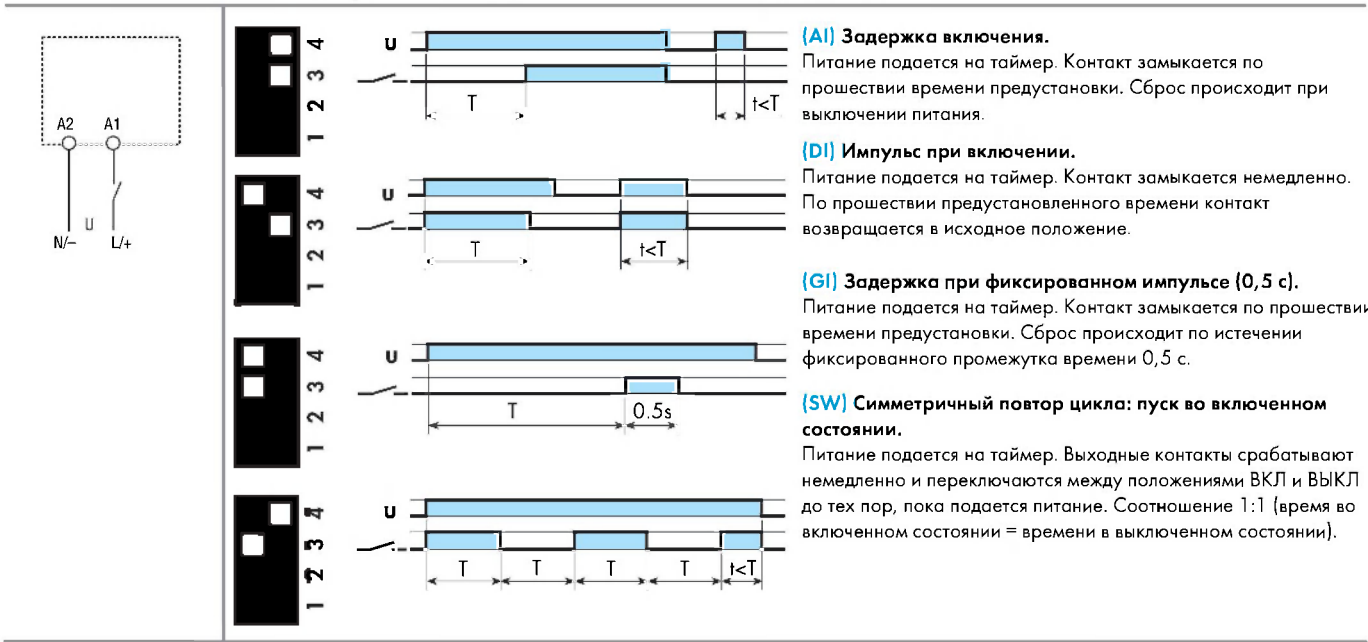 A2 A1
U
N/– L/+
4
3
2
1
U
T
t<T
(AI) Задержка включения.
Питание подается на таймер. Контакт замыкается по
прошествии времени предустановки. Сброс происходит при
выключении питания.
4
3
2
1
U
T
t<T
(DI) Импульс при включении.
Питание подается на таймер. Контакт замыкается немедленно.
По прошествии предустановленного времени контакт
возвращается в исходное положение.
4
3
2
1
U
T
0.5s
(GI) Задержка при фиксированном импульсе (0,5 с).
Питание подается на таймер. Контакт замыкается по прошествии
времени предустановки. Сброс происходит по истечении
фиксированного промежутка времени 0,5 с.
4
3
2
1
U
T T T T t<T
(SW) Симметричный повтор цикла: пуск во включенном
состоянии.
Питание подается на таймер. Выходные контакты срабатывают
немедленно и переключаются между положениями ВКЛ и ВЫКЛ
до тех пор, пока подается питание. Соотношение 1:1 (время во
включенном состоянии = времени в выключенном состоянии).